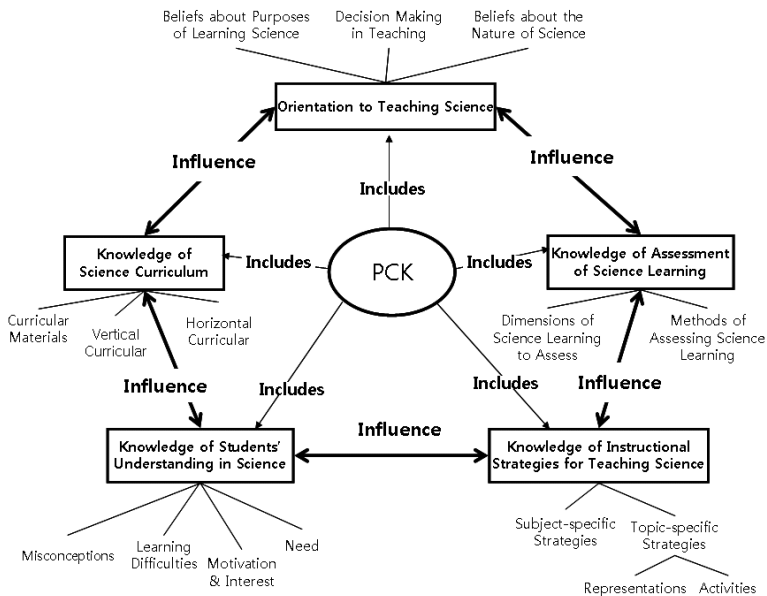 Beliefs about Purposes
of Learning Science
Decision Making
in Teaching
Beliefs about the
Nature of Science
Orientation to Teaching Science
Influence
Influence
Includes
Knowledge of
Science Curriculum
Includes
PCK
Includes
Knowledge of Assessment
of Science Learning
Curricular
Materials
Vertical
Curricular
Horizontal
Curricular
Dimensions of
Science Learning
to Assess
Methods of
Assessing Science
Learning
Influence
Includes
Includes
Influence
Knowledge of Students'
Understanding in Science
Influence
Knowledge of Instructional
Strategies for Teaching Science
Misconceptions
Learning
Difficulties
Motivation
& Interest
Need
Subject-specific
Strategies
Topic-specific
Strategies
Representations
Activities